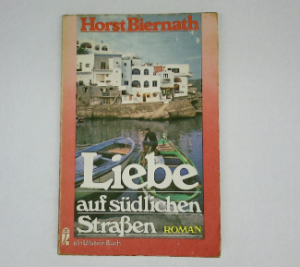 Horst Biernath
Liebe
auf südlichen
Straßen ROMAN
ein Ullstein Buch